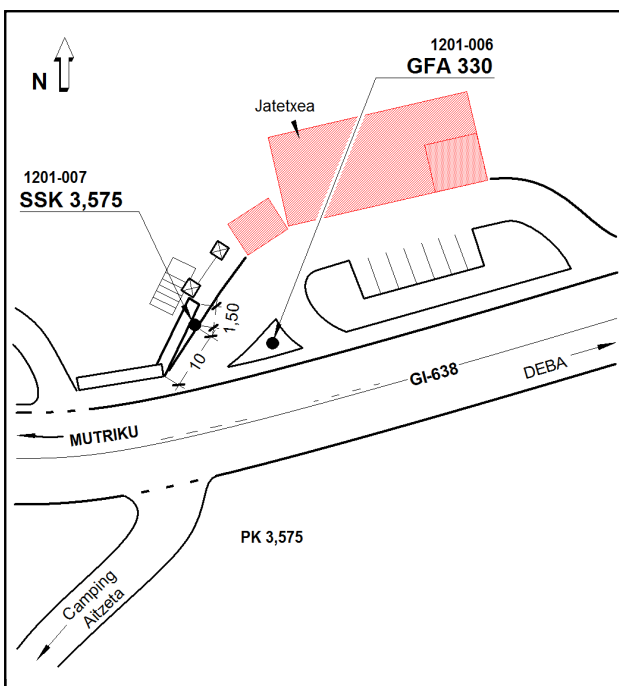 N
1201-006
GFA 330
Jatetxea
1201-007
SSK 3,575
1,50
10
GI-638
DEBA
MUTRIKU
PK 3,575
Camping
Aitzeta